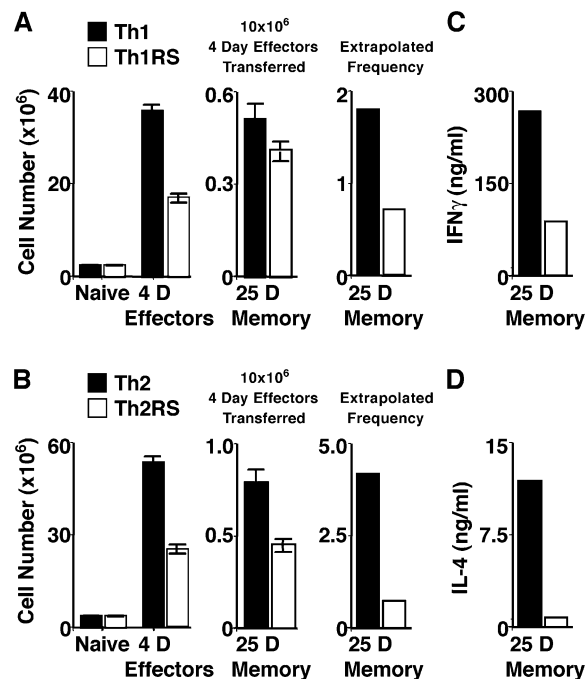 A
Th1
Th1RS
10x10⁶
4 Day Effectors
Transferred
Extrapolated
Frequency
C
Cell Number (x10⁶)
40
20
0
0.6
0.3
0
2
1
0
IFNγ (ng/ml)
300
150
0
Naive 4 D
Effectors
25 D
Memory
25 D
Memory
25 D
Memory
B
Th2
Th2RS
10x10⁶
4 Day Effectors
Transferred
Extrapolated
Frequency
D
Cell Number (x10⁶)
60
30
0
1.0
0.5
0
5.0
2.5
0
IL-4 (ng/ml)
15
7.5
0
Naive 4 D
Effectors
25 D
Memory
25 D
Memory
25 D
Memory